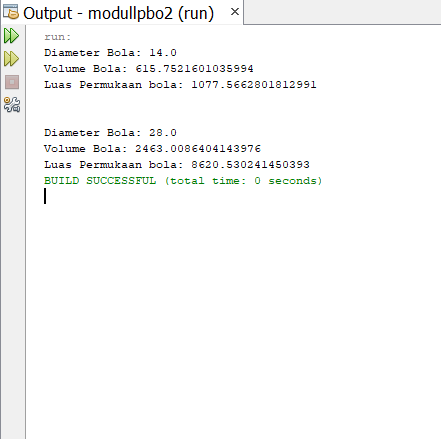 Output - modullpbo2 (run) ×
run:
Diameter Bola: 14.0
Volume Bola: 615.7521601035994
Luas Permukaan bola: 1077.5662801812991
Diameter Bola: 28.0
Volume Bola: 2463.0086404143976
Luas Permukaan bola: 8620.530241450393
BUILD SUCCESSFUL (total time: 0 seconds)